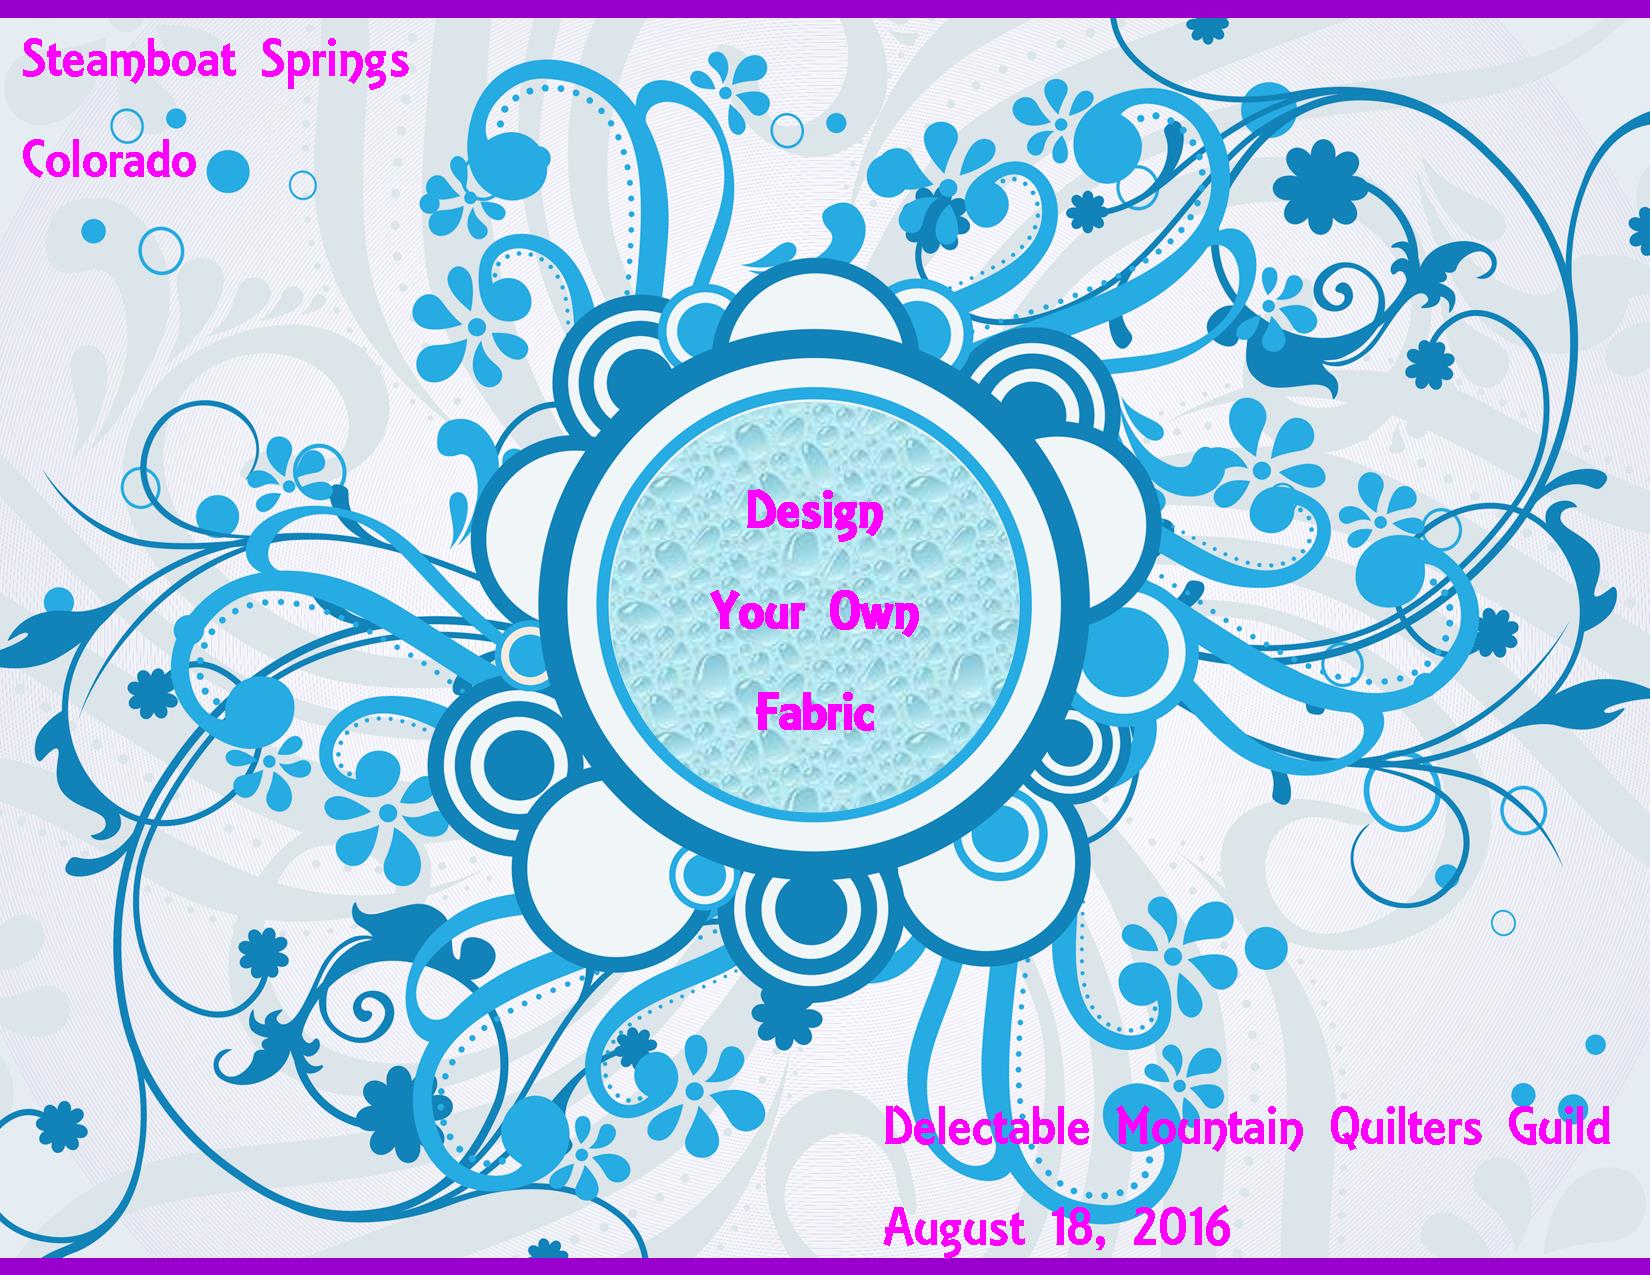 Steamboat Springs
Colorado
Design
Your Own
Fabric
Delectable Mountain Quilters Guild
August 18, 2016